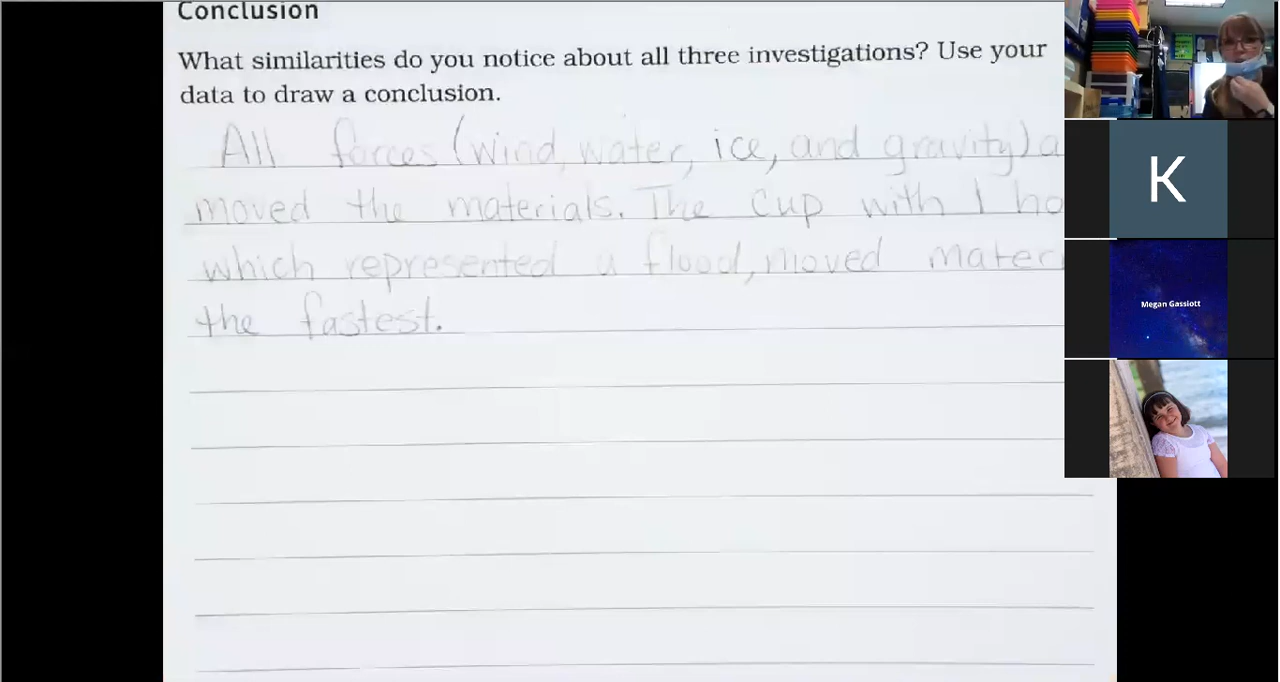 Conclusion
What similarities do you notice about all three investigations? Use your
data to draw a conclusion.
All forces (wind, water, ice, and gravity) a
moved the materials. The cup with 1 ho
which represented a flood, moved mater
the fastest.
K
Megan Gassiott